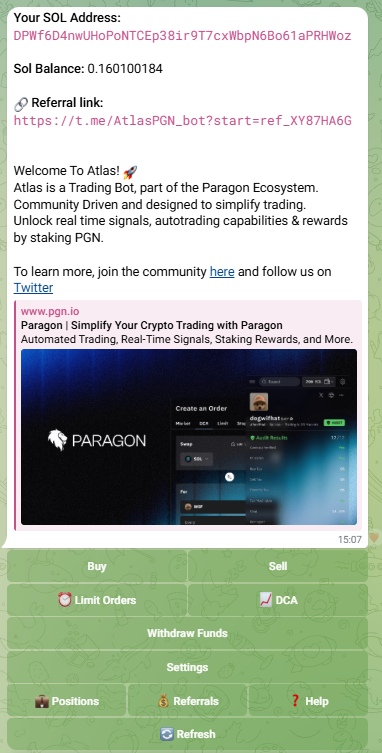 Your SOL Address:
DPWf6D4nwUHoPoNTCEp38ir9T7cxWbpN6Bo61aPRHWoz
Sol Balance: 0.160100184
🔗 Referral link:
https://t.me/AtlasPGN_bot?start=ref_XY87HA6G
Welcome To Atlas! 🚀
Atlas is a Trading Bot, part of the Paragon Ecosystem.
Community Driven and designed to simplify trading.
Unlock real time signals, autotrading capabilities & rewards
by staking PGN.
To learn more, join the community here and follow us on
Twitter
www.pgn.io
Paragon | Simplify Your Crypto Trading with Paragon
Automated Trading, Real-Time Signals, Staking Rewards, and More.
PARAGON
Search
Create an Order
Market DCA Limit
Swap
SOL
For
WIF
dogwifhat
Audit Results
15:07
Buy
Sell
⏰ Limit Orders
📈 DCA
Withdraw Funds
Settings
💼 Positions
💰 Referrals
❓ Help
🔄 Refresh